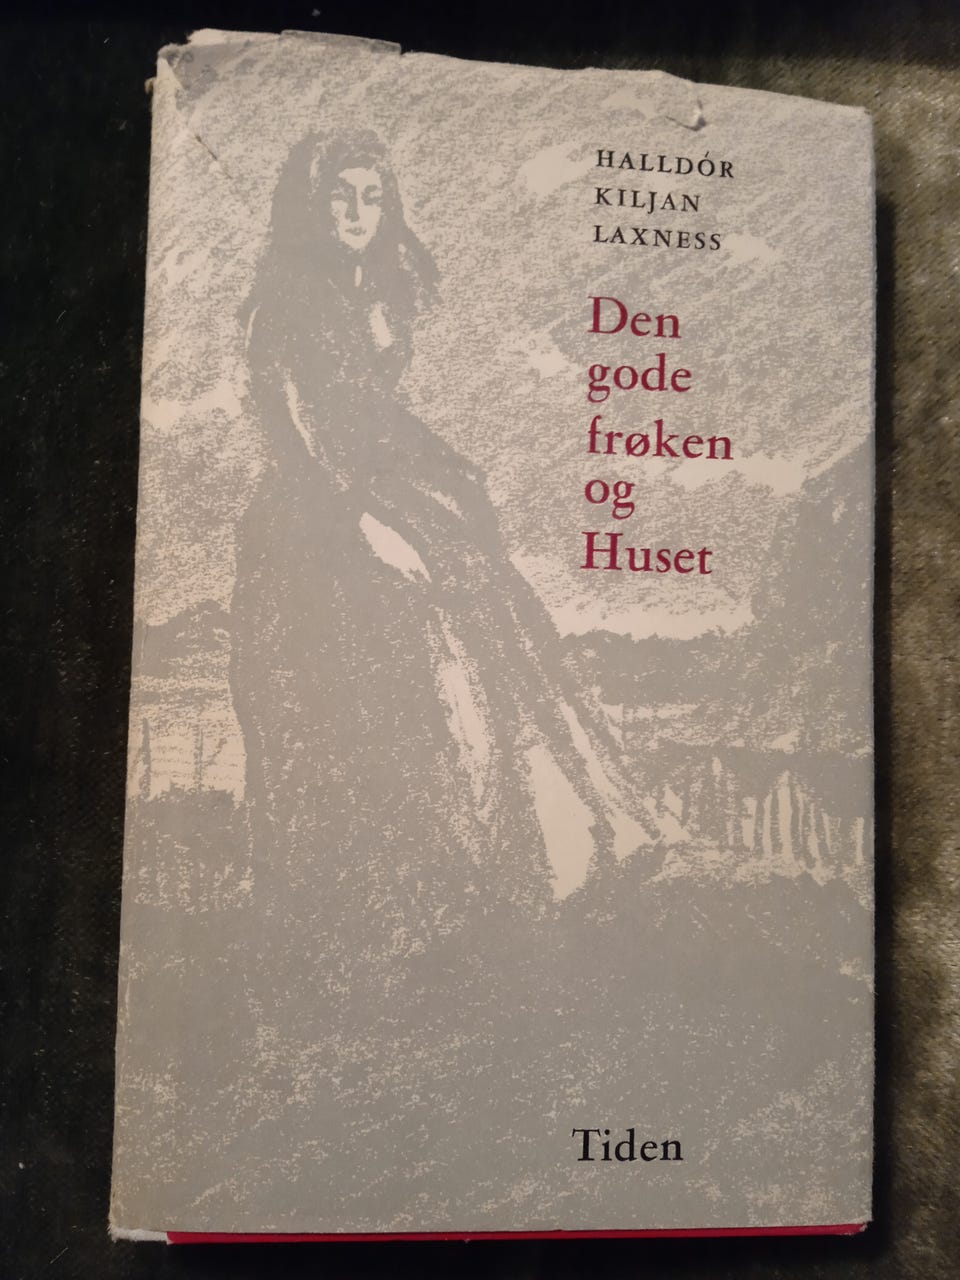 HALLDÓR
KILJAN
LAXNESS
Den
gode
frøken
og
Huset
Tiden